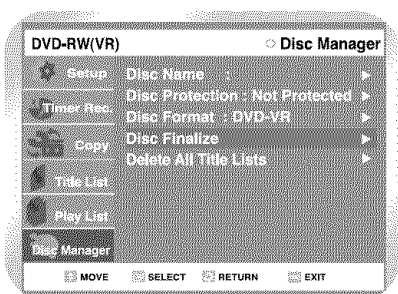 DVD-RW(VR) Disc Manager
Setup
Disc Name :
Disc Protection : Not Protected
Timer Rec.
Disc Format : DVD-VR
Copy
Disc Finalize
Delete All Title Lists
Title List
Play List
Disc Manager
MOVE SELECT RETURN EXIT